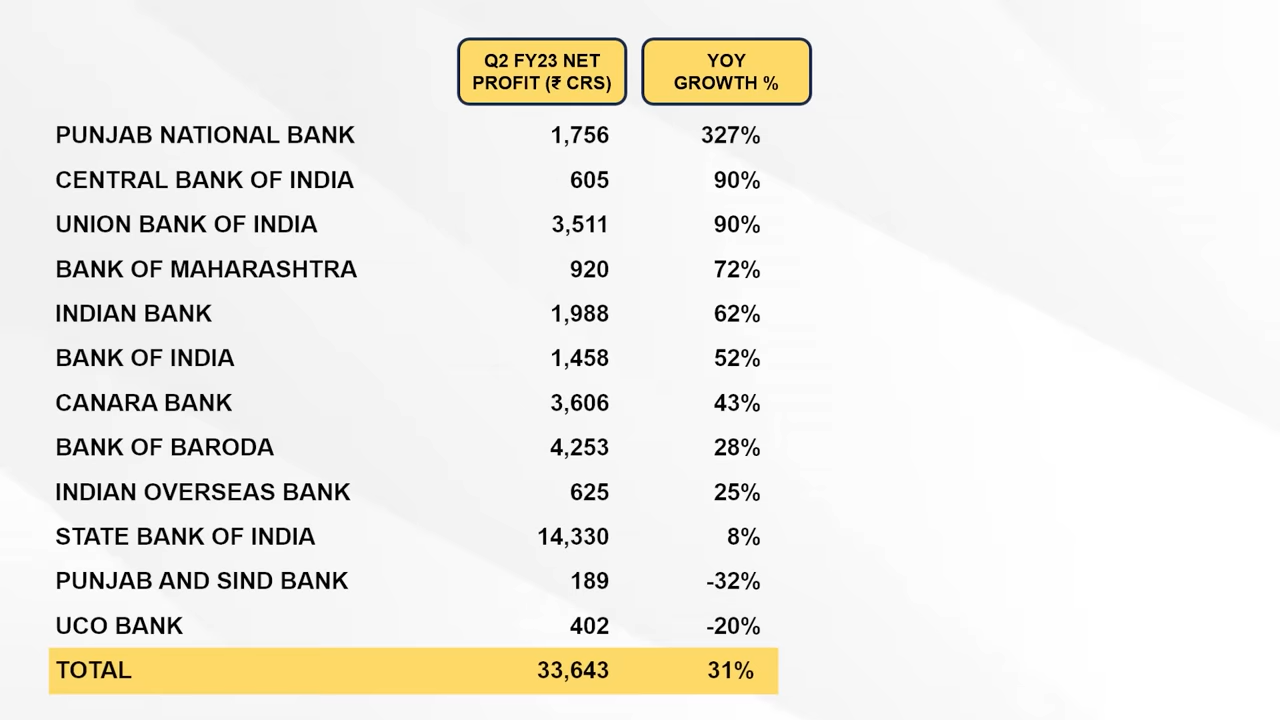 Q2 FY23 NET
PROFIT (₹ CRS)
YOY
GROWTH %
PUNJAB NATIONAL BANK 1,756 327%
CENTRAL BANK OF INDIA 605 90%
UNION BANK OF INDIA 3,511 90%
BANK OF MAHARASHTRA 920 72%
INDIAN BANK 1,988 62%
BANK OF INDIA 1,458 52%
CANARA BANK 3,606 43%
BANK OF BARODA 4,253 28%
INDIAN OVERSEAS BANK 625 25%
STATE BANK OF INDIA 14,330 8%
PUNJAB AND SIND BANK 189 -32%
UCO BANK 402 -20%
TOTAL 33,643 31%